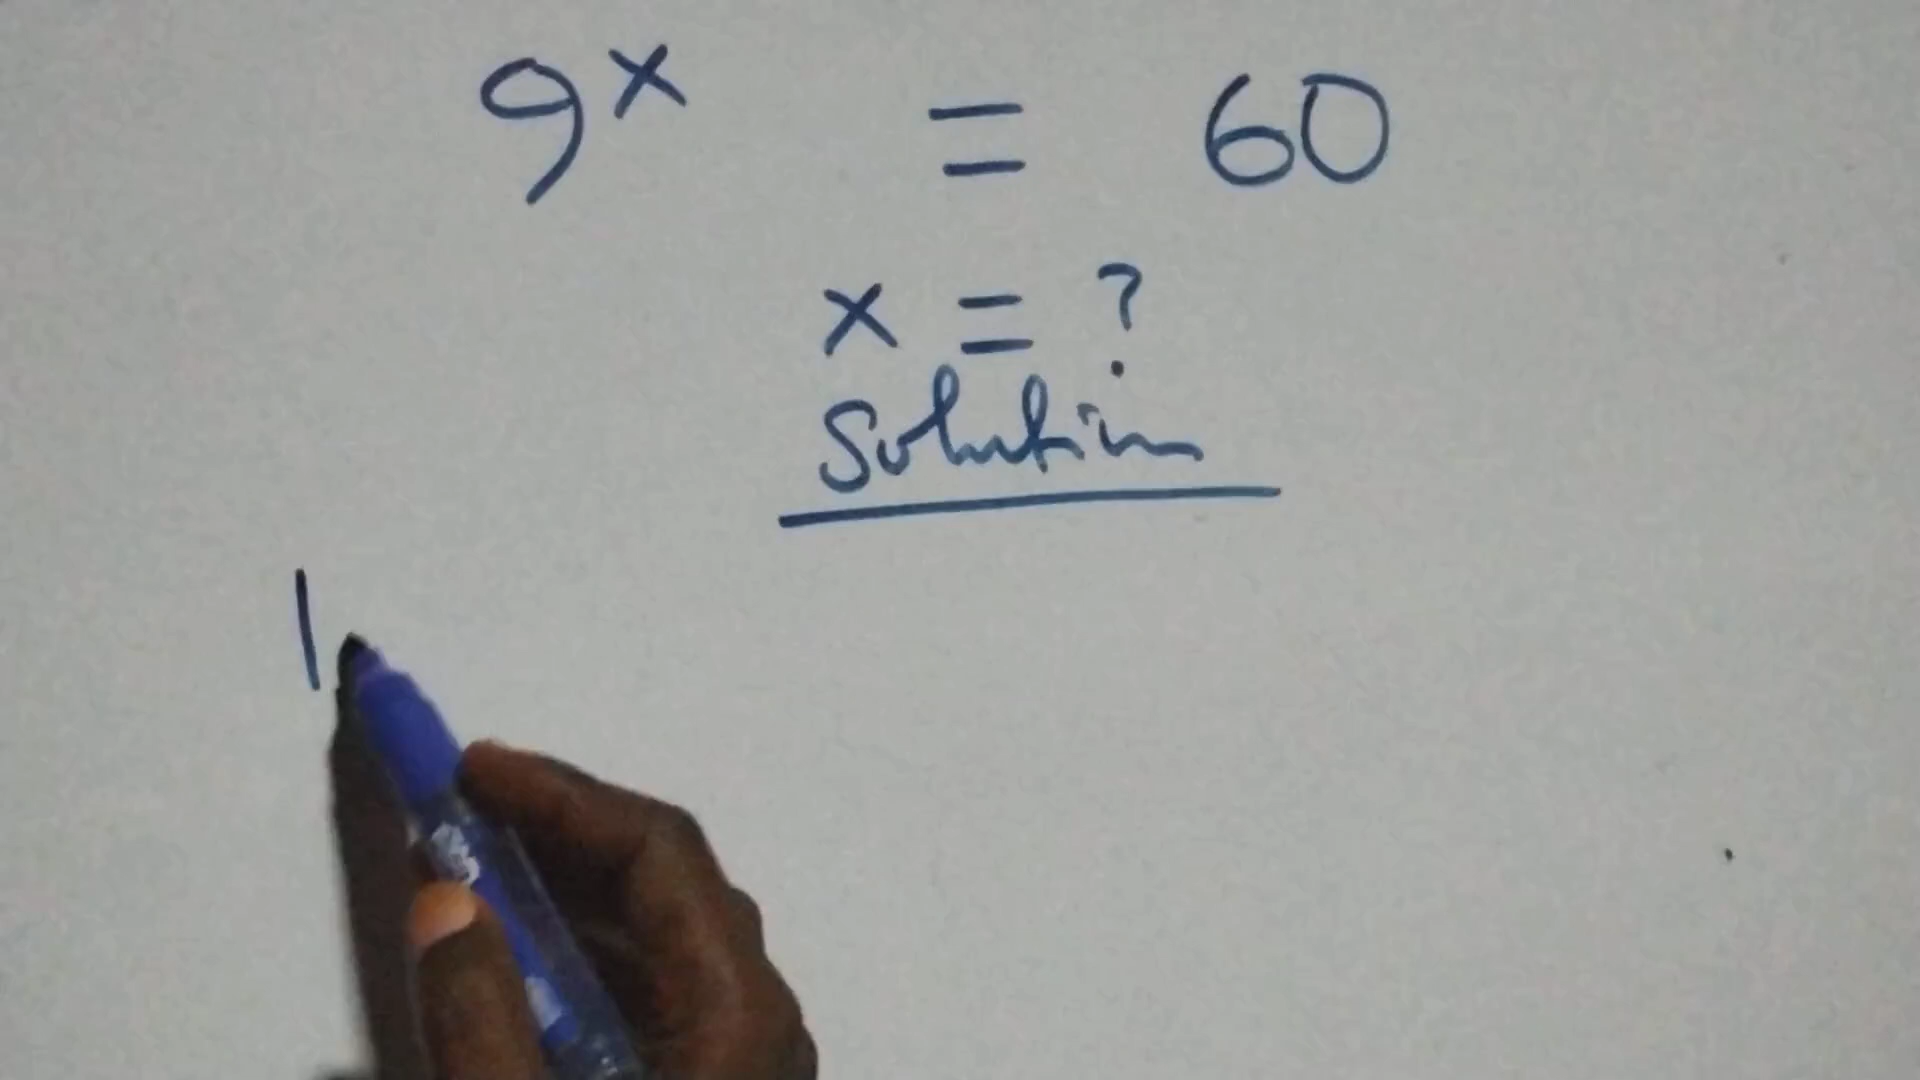 9^x = 60
x = ?
Solution
l